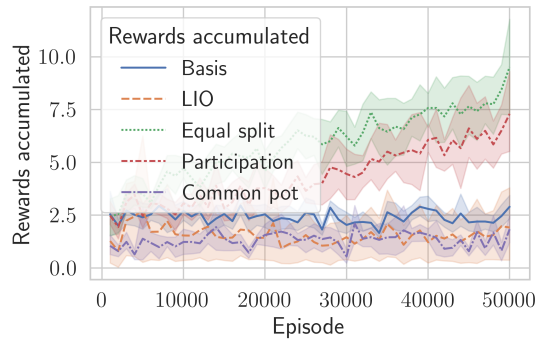 Rewards accumulated
Basis
LIO
Equal split
Participation
Common pot
Rewards accumulated
10.0
7.5
5.0
2.5
0.0
0 10000 20000 30000 40000 50000
Episode